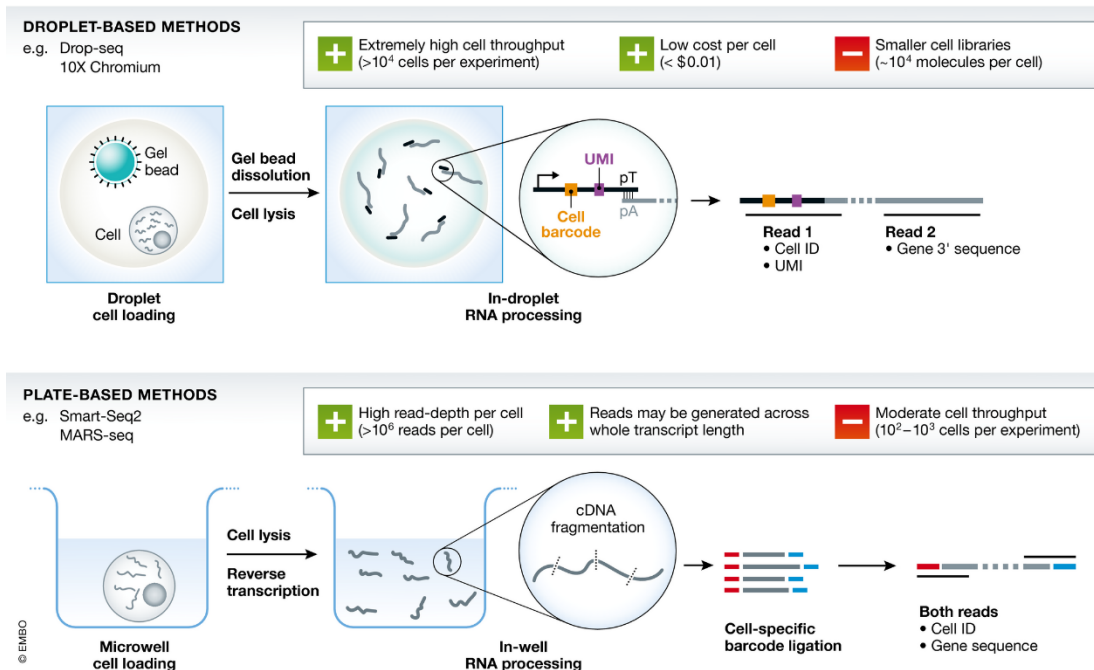 DROPLET-BASED METHODS
e.g. Drop-seq
10X Chromium
Extremely high cell throughput
(>10⁴ cells per experiment)
Low cost per cell
(< $0.01)
Smaller cell libraries
(~10⁴ molecules per cell)
Gel
bead
Cell
Gel bead
dissolution
Cell lysis
UMI
pT
pA
Cell
barcode
Read 1
• Cell ID
• UMI
Read 2
• Gene 3' sequence
Droplet
cell loading
In-droplet
RNA processing
PLATE-BASED METHODS
e.g. Smart-Seq2
MARS-seq
High read-depth per cell
(>10⁶ reads per cell)
Reads may be generated across
whole transcript length
Moderate cell throughput
(10²–10³ cells per experiment)
Cell lysis
Reverse
transcription
cDNA
fragmentation
Microwell
cell loading
In-well
RNA processing
Cell-specific
barcode ligation
Both reads
• Cell ID
• Gene sequence
© EMBO